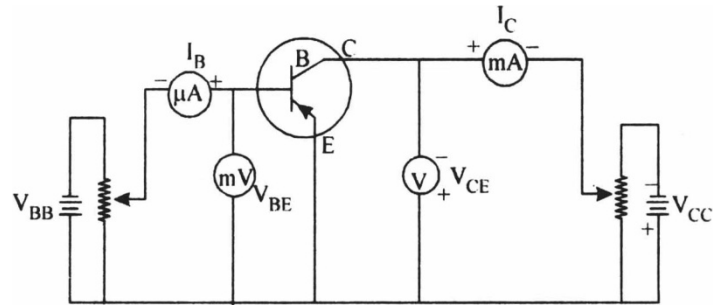 I_C
I_B B C + mA −
− μA +
E
mV V_BE
V_BB
− V + V_CE
− + V_CC